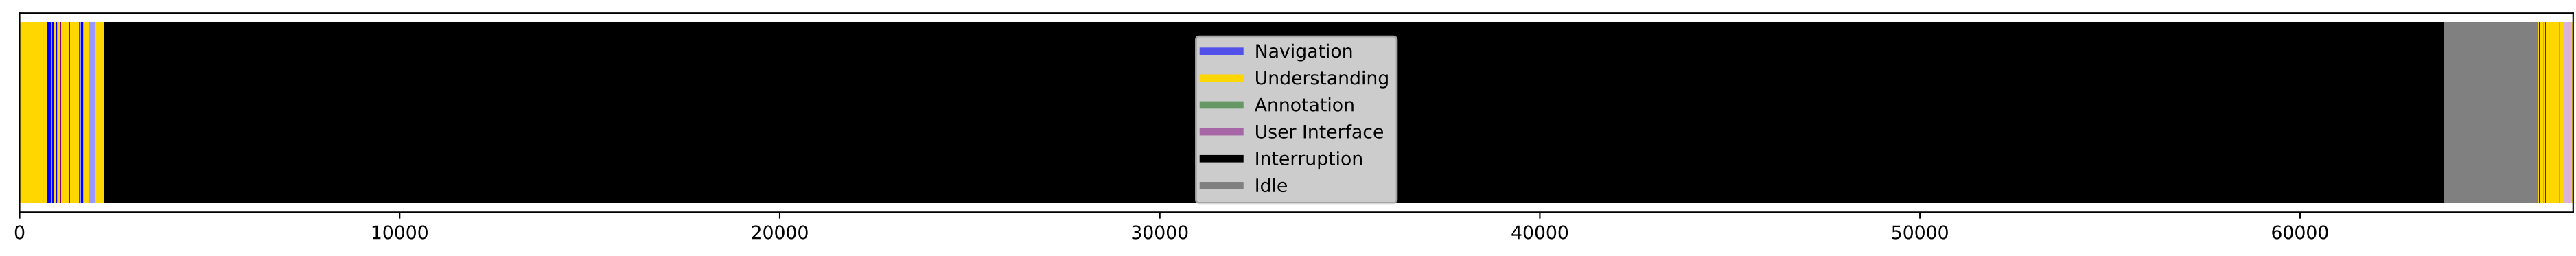 Navigation
Understanding
Annotation
User Interface
Interruption
Idle
0 10000 20000 30000 40000 50000 60000